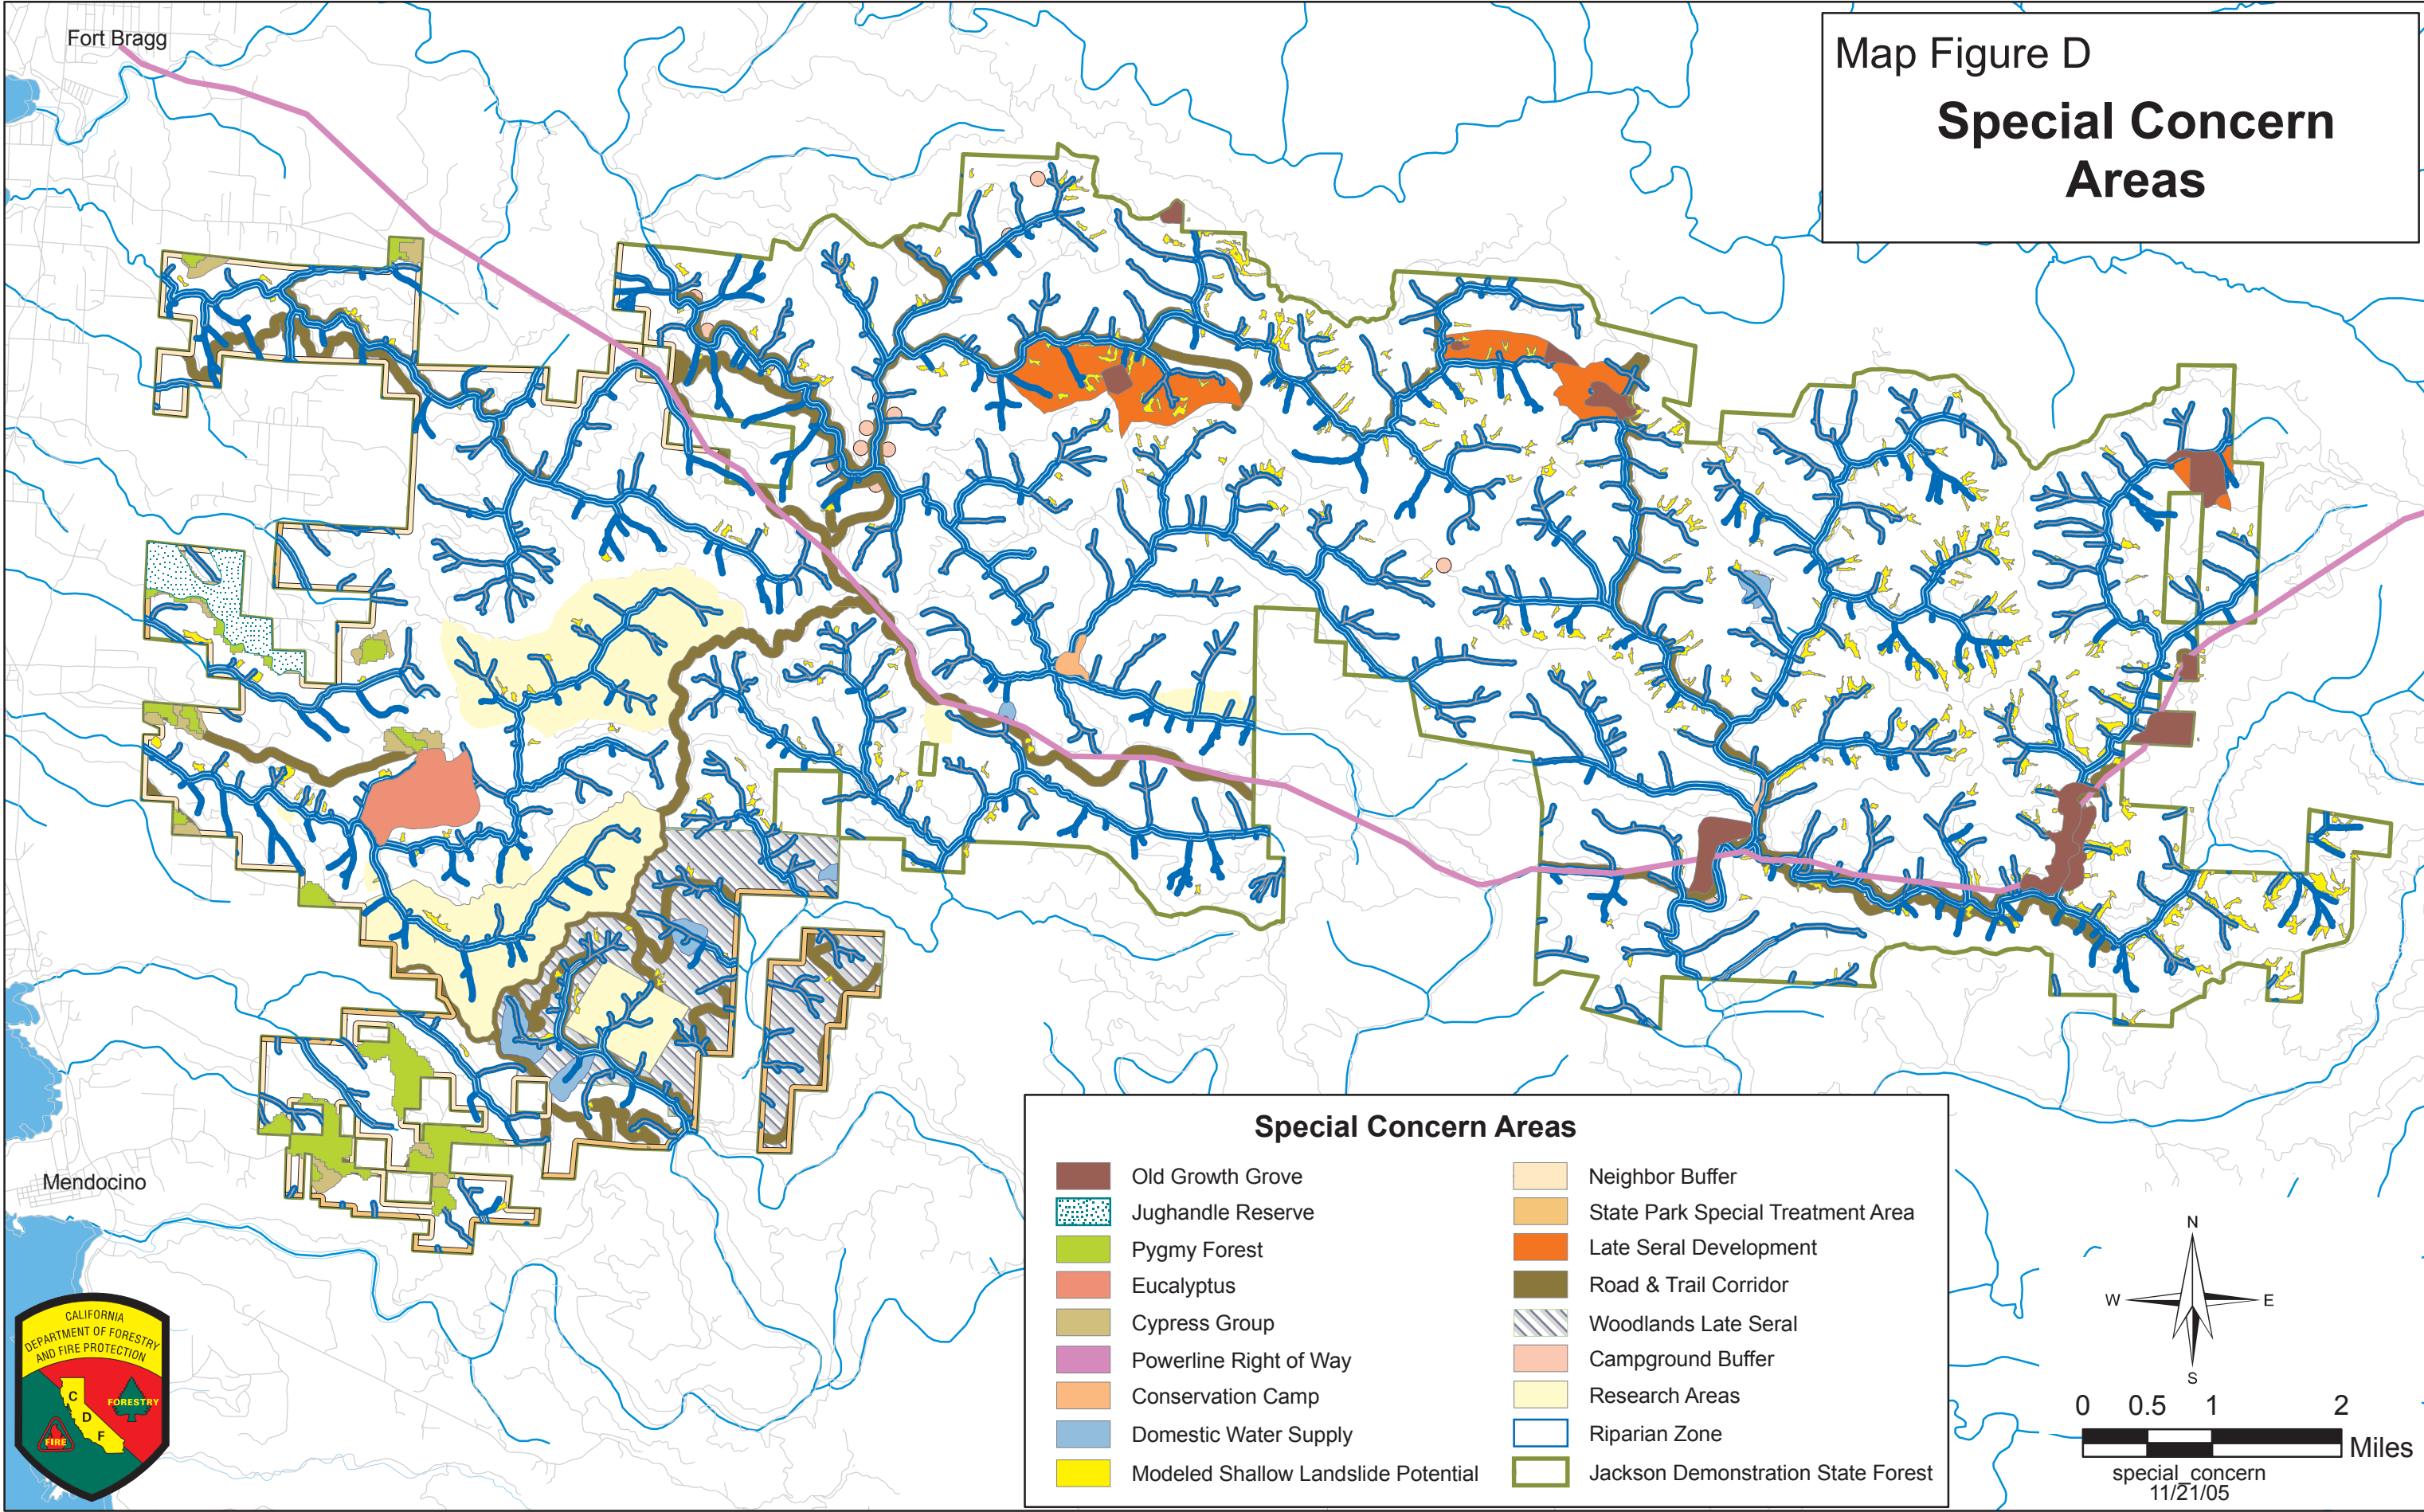 Fort Bragg
Map Figure D
Special Concern
Areas
Mendocino
Special Concern Areas
Old Growth Grove
Jughandle Reserve
Pygmy Forest
Eucalyptus
Cypress Group
Powerline Right of Way
Conservation Camp
Domestic Water Supply
Modeled Shallow Landslide Potential
Neighbor Buffer
State Park Special Treatment Area
Late Seral Development
Road & Trail Corridor
Woodlands Late Seral
Campground Buffer
Research Areas
Riparian Zone
Jackson Demonstration State Forest
N
W E
S
0 0.5 1 2
Miles
special_concern
11/21/05
CALIFORNIA
DEPARTMENT OF FORESTRY
AND FIRE PROTECTION
C
D
F
FORESTRY
FIRE